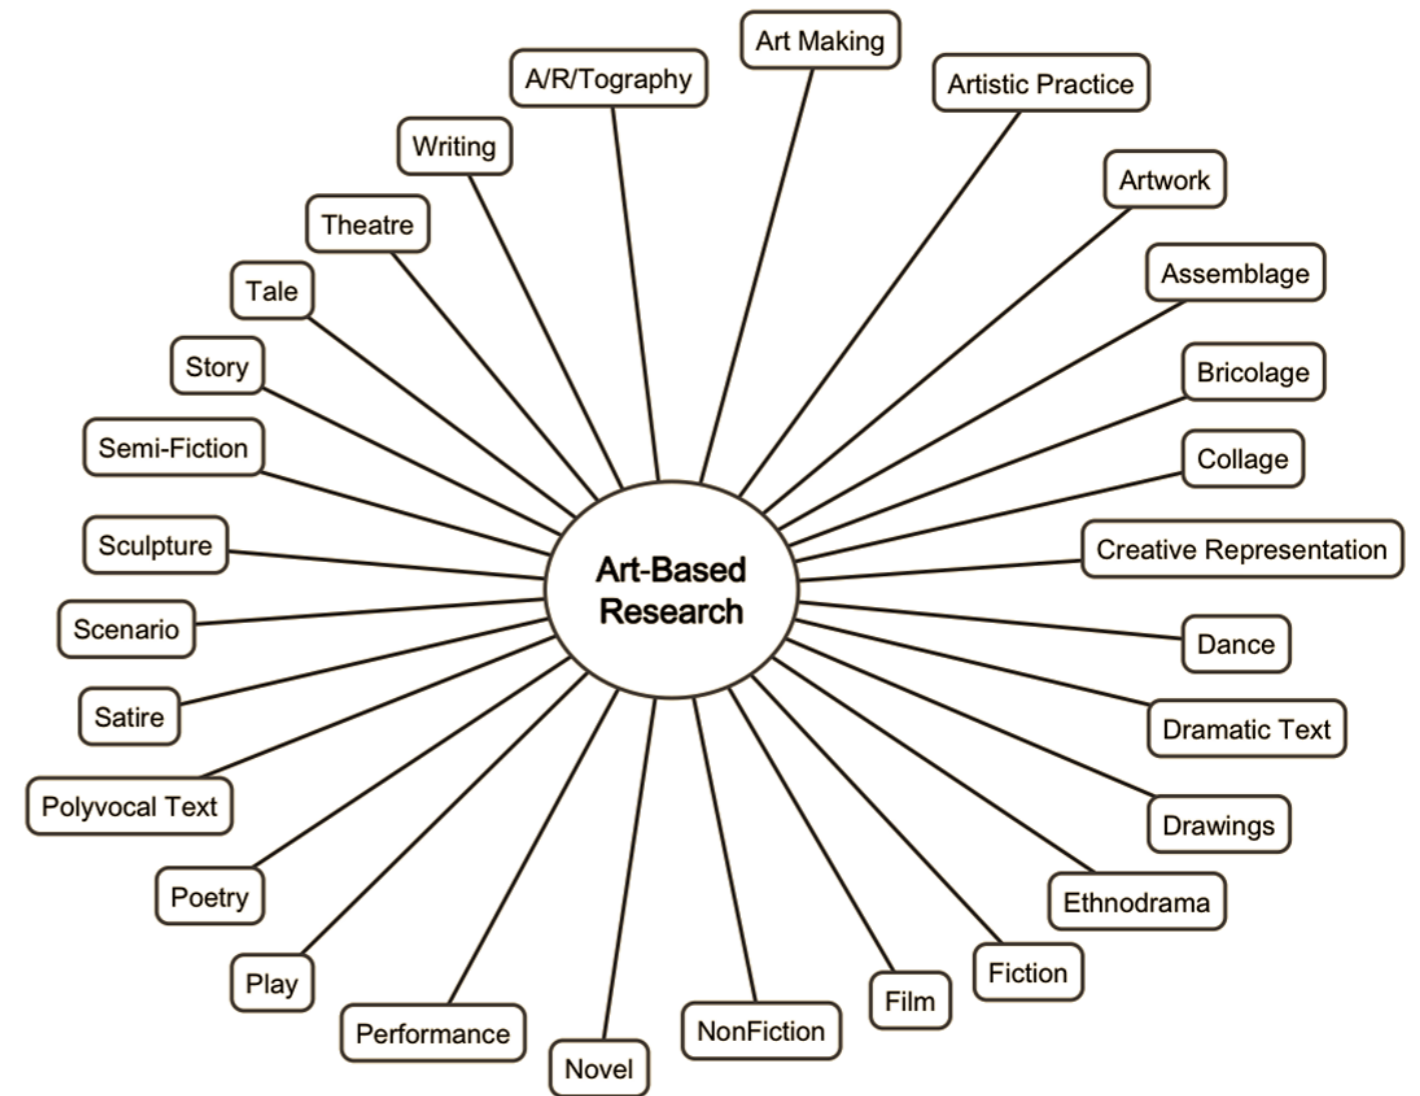 Art Making
A/R/Tography
Artistic Practice
Writing
Artwork
Theatre
Assemblage
Tale
Story
Bricolage
Semi-Fiction
Collage
Sculpture
Creative Representation
Art-Based
Research
Scenario
Dance
Satire
Dramatic Text
Polyvocal Text
Drawings
Poetry
Ethnodrama
Play
Fiction
Film
Performance
NonFiction
Novel